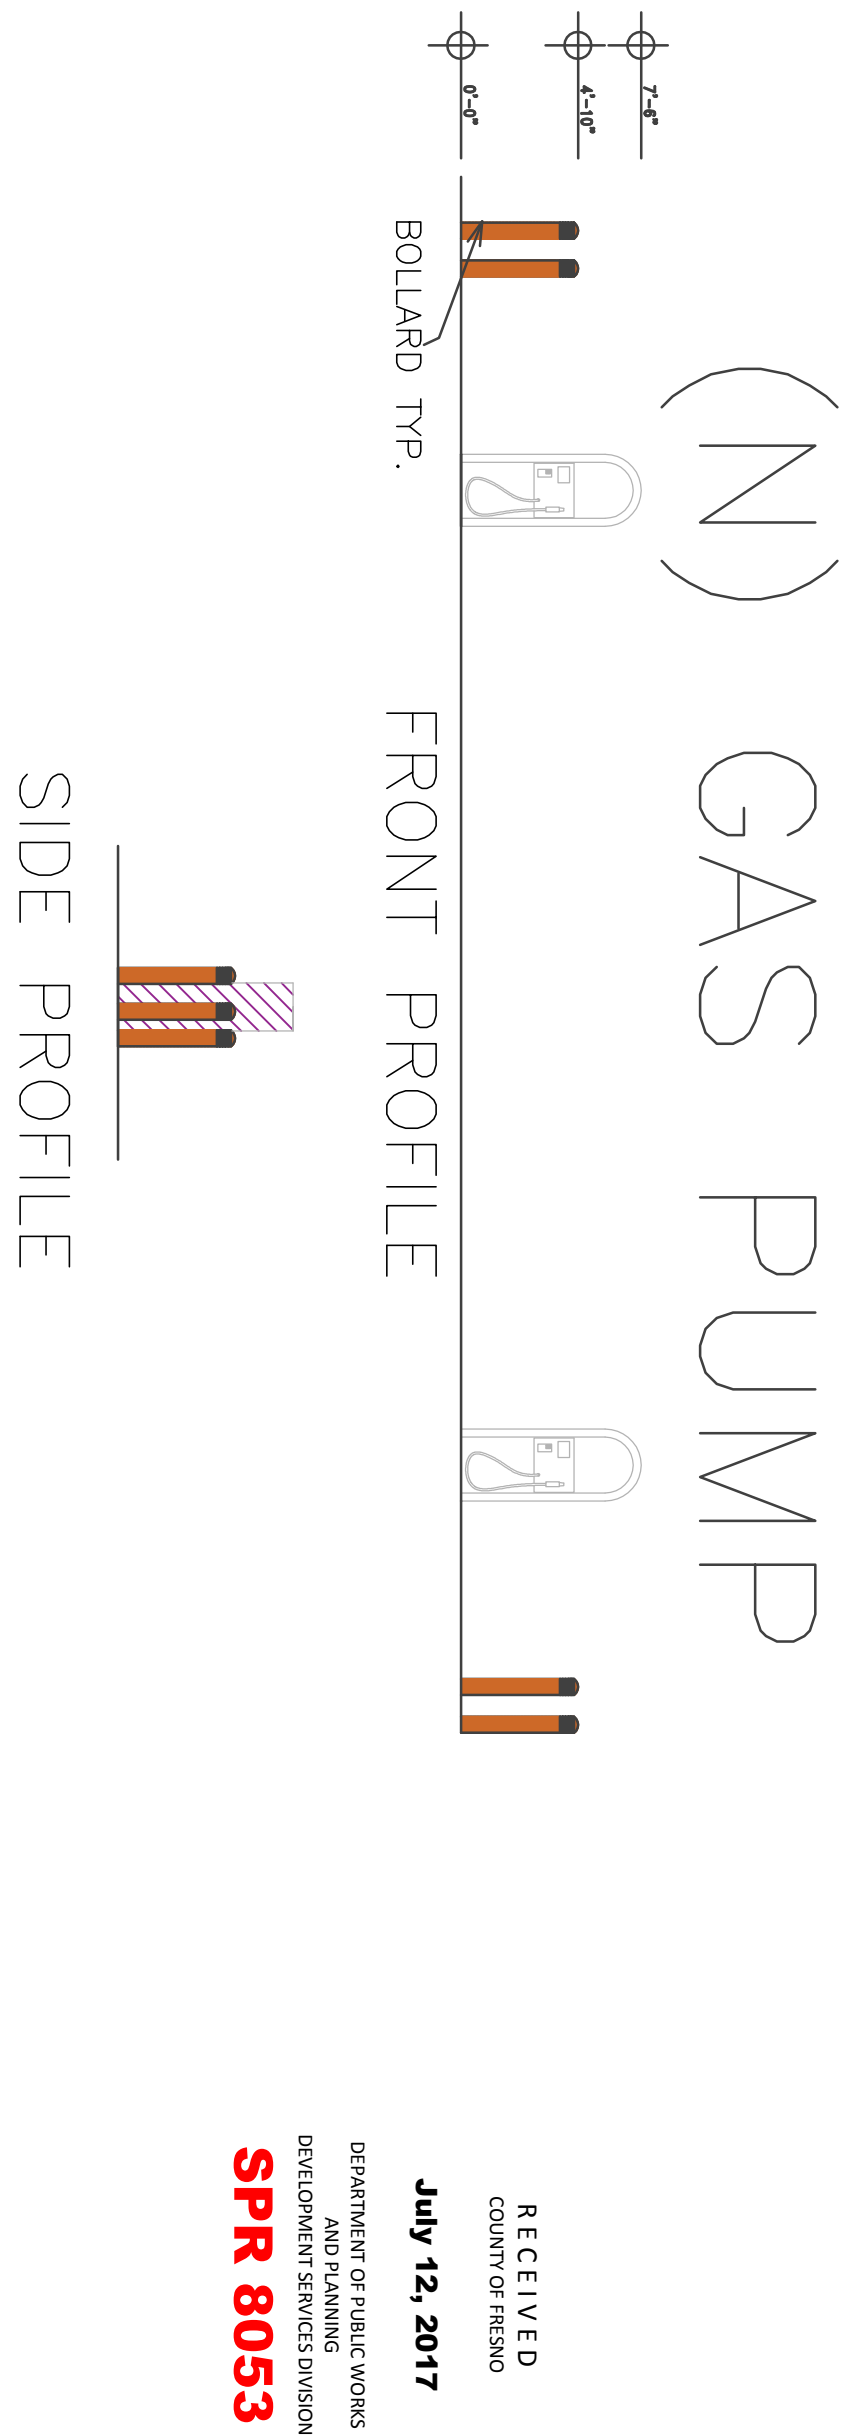 (N) GAS PUMP
7'-6"
4'-10"
0'-0"
BOLLARD TYP.
FRONT PROFILE
SIDE PROFILE
RECEIVED
COUNTY OF FRESNO
July 12, 2017
DEPARTMENT OF PUBLIC WORKS
AND PLANNING
DEVELOPMENT SERVICES DIVISION
SPR 8053